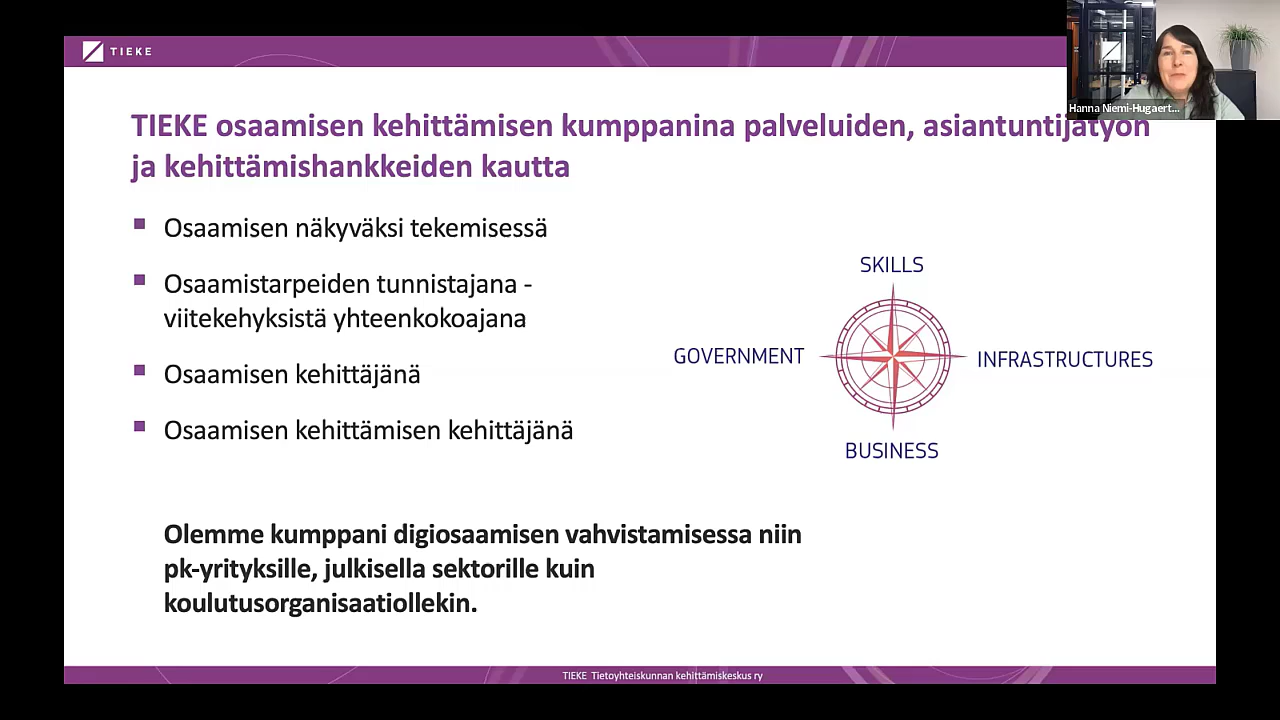 TIEKE
Hanna Niemi-Hugaert...
TIEKE osaamisen kehittämisen kumppanina palveluiden, asiantuntijatyön
ja kehittämishankkeiden kautta
Osaamisen näkyväksi tekemisessä
Osaamistarpeiden tunnistajana -
viitekehyksistä yhteenkokoajana
Osaamisen kehittäjänä
Osaamisen kehittämisen kehittäjänä
SKILLS
GOVERNMENT
INFRASTRUCTURES
BUSINESS
Olemme kumppani digiosaamisen vahvistamisessa niin
pk-yrityksille, julkisella sektorille kuin
koulutusorganisaatiollekin.
TIEKE Tietoyhteiskunnan kehittämiskeskus ry